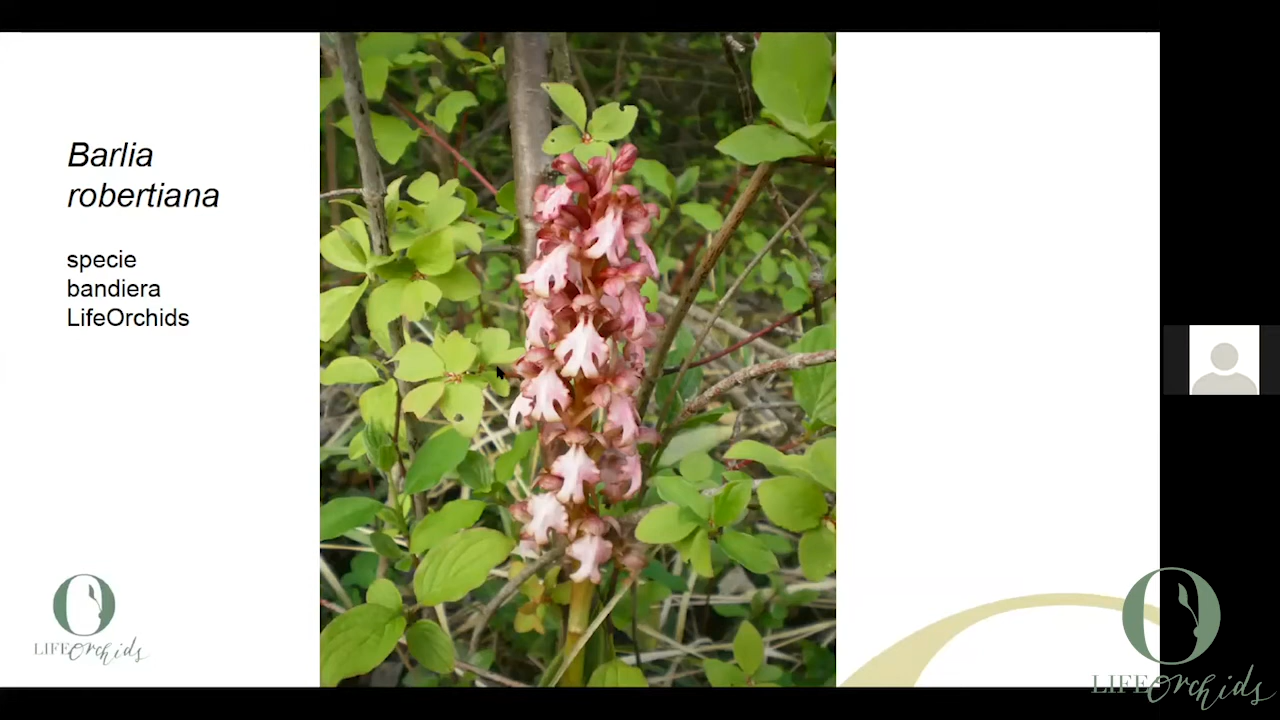 Barlia
robertiana
specie
bandiera
LifeOrchids
LIFE Orchids
LIFE Orchids